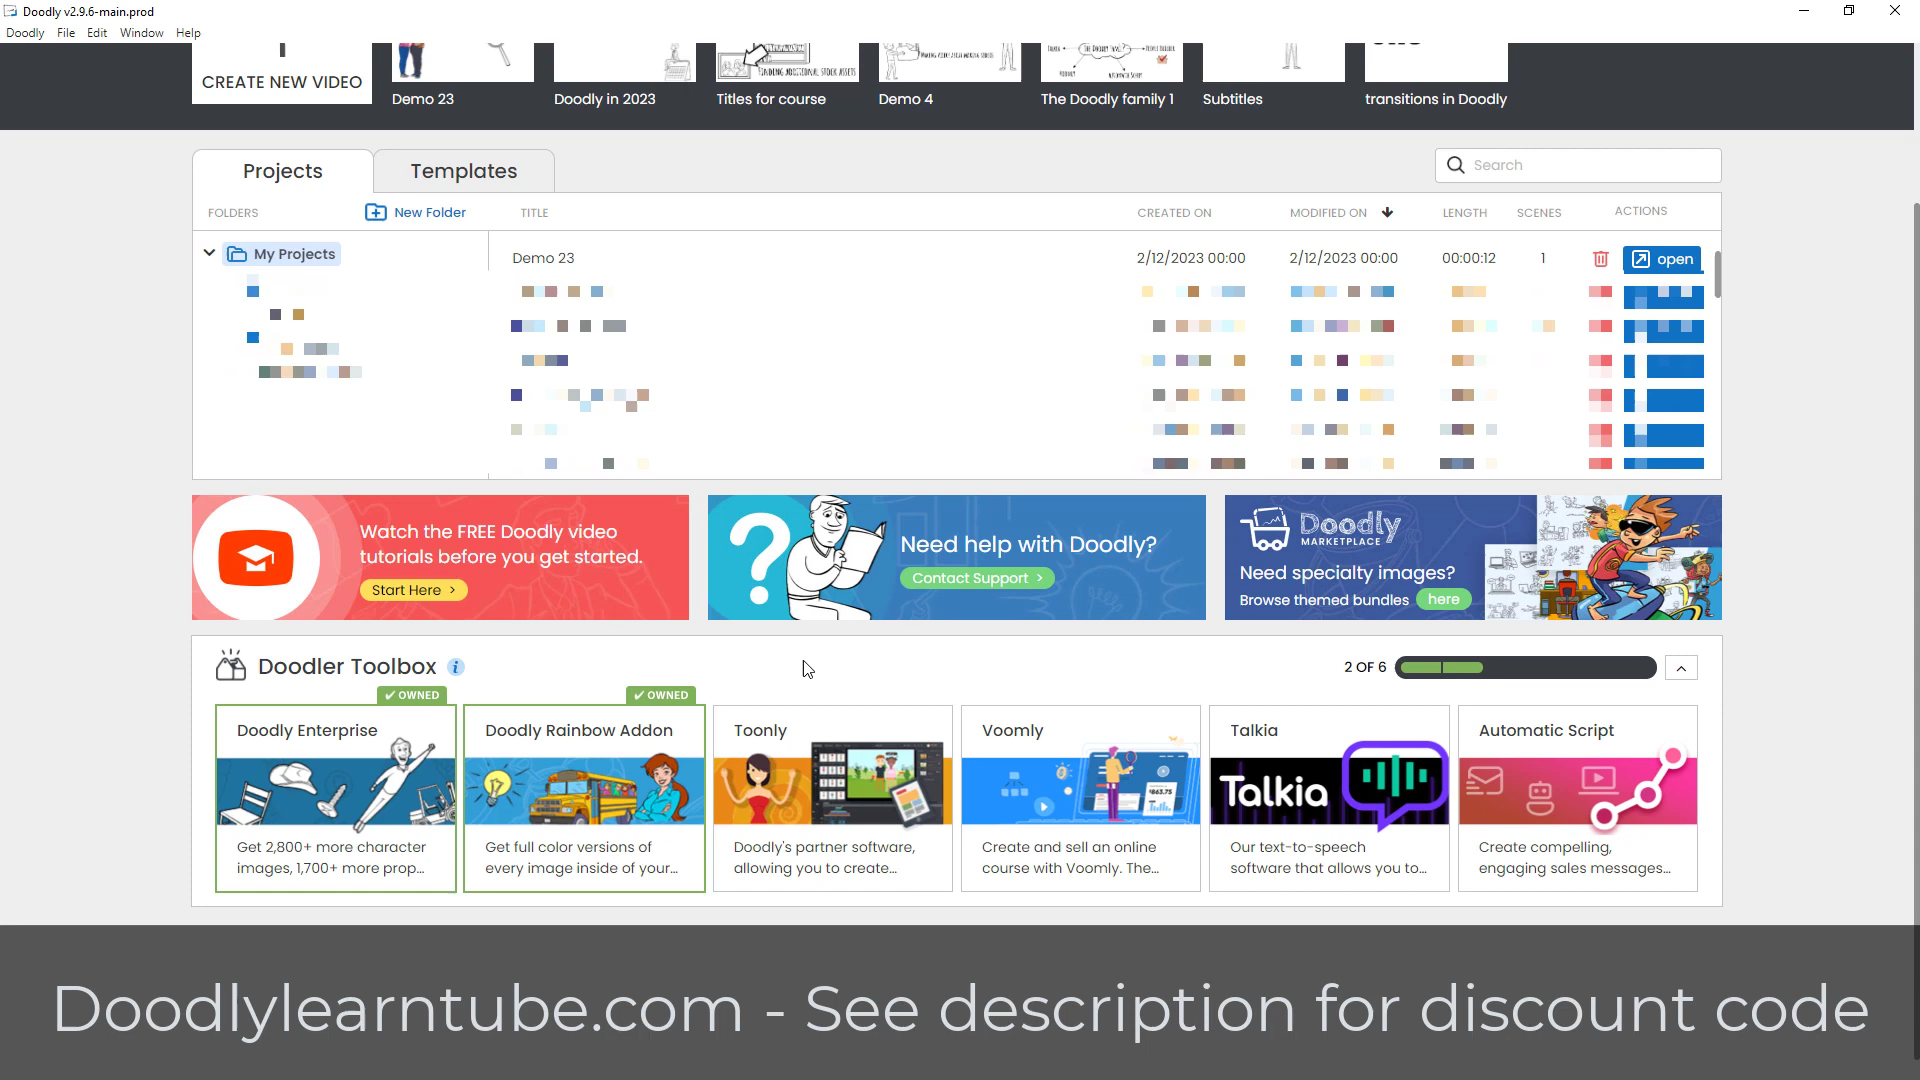 Doodly v2.9.6-main.prod
Doodly File Edit Window Help
CREATE NEW VIDEO
FINDING ADDITIONAL STOCK ASSETS
Demo 23
Doodly in 2023
Titles for course
Demo 4
The Doodly family 1
Subtitles
transitions in Doodly
Projects
Templates
Search
FOLDERS
New Folder
TITLE
CREATED ON
MODIFIED ON
LENGTH
SCENES
ACTIONS
My Projects
Demo 23
2/12/2023 00:00
2/12/2023 00:00
00:00:12
1
open
Watch the FREE Doodly video
tutorials before you get started.
Start Here >
Need help with Doodly?
Contact Support >
Doodly
MARKETPLACE
Need specialty images?
Browse themed bundles here
Doodler Toolbox
2 OF 6
OWNED
OWNED
Doodly Enterprise
Get 2,800+ more character
images, 1,700+ more prop...
Doodly Rainbow Addon
Get full color versions of
every image inside of your...
Toonly
Doodly's partner software,
allowing you to create...
Voomly
$663.75
Create and sell an online
course with Voomly. The...
Talkia
Talkia
Our text-to-speech
software that allows you to...
Automatic Script
Create compelling,
engaging sales messages...
Doodlylearntube.com - See description for discount code